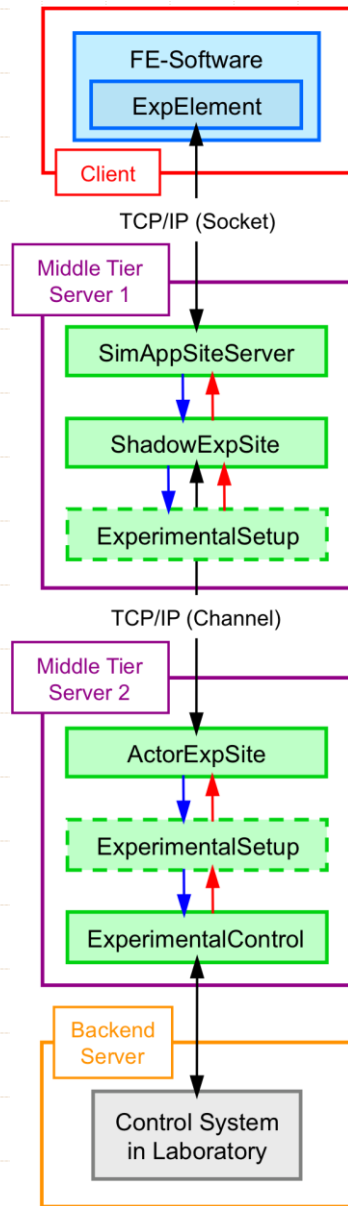 FE-Software
ExpElement
Client
TCP/IP (Socket)
Middle Tier
Server 1
SimAppSiteServer
ShadowExpSite
ExperimentalSetup
TCP/IP (Channel)
Middle Tier
Server 2
ActorExpSite
ExperimentalSetup
ExperimentalControl
Backend
Server
Control System
in Laboratory